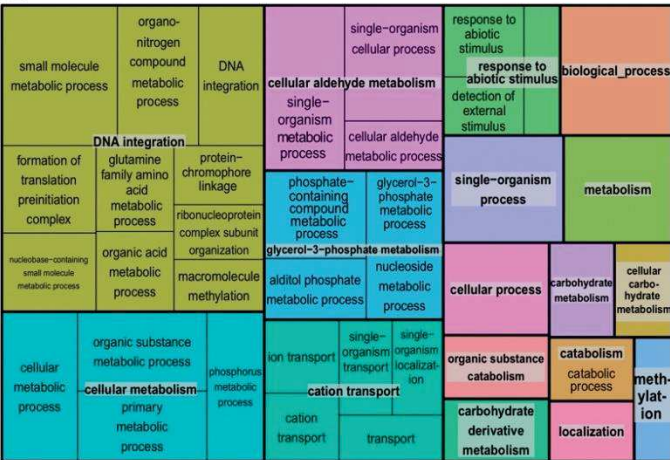 small molecule
metabolic process
organo-
nitrogen
compound
metabolic
process
DNA
integration
DNA integration
formation of
translation
preinitiation
complex
glutamine
family amino
acid
metabolic
process
protein-
chromophore
linkage
ribonucleoprotein
complex subunit
organization
nucleobase-containing
small molecule
metabolic process
organic acid
metabolic
process
macromolecule
methylation
cellular
metabolic
process
organic substance
metabolic process
cellular metabolism
primary
metabolic
process
phosphorus
metabolic
process
single-organism
cellular process
cellular aldehyde metabolism
single-
organism
metabolic
process
cellular aldehyde
metabolic process
phosphate-
containing
compound
metabolic
process
glycerol-3-
phosphate
metabolic
process
glycerol-3-phosphate metabolism
alditol phosphate
metabolic process
nucleoside
metabolic
process
ion transport
single-
organism
transport
single-
organism
localizat-
ion
cation transport
cation
transport
transport
response to
abiotic
stimulus
response to
abiotic stimulus
detection of
external
stimulus
biological_process
single-organism
process
metabolism
cellular process
carbohydrate
metabolism
cellular
carbo-
hydrate
metabolism
organic substance
catabolism
catabolism
catabolic
process
meth-
ylat-
ion
carbohydrate
derivative
metabolism
localization